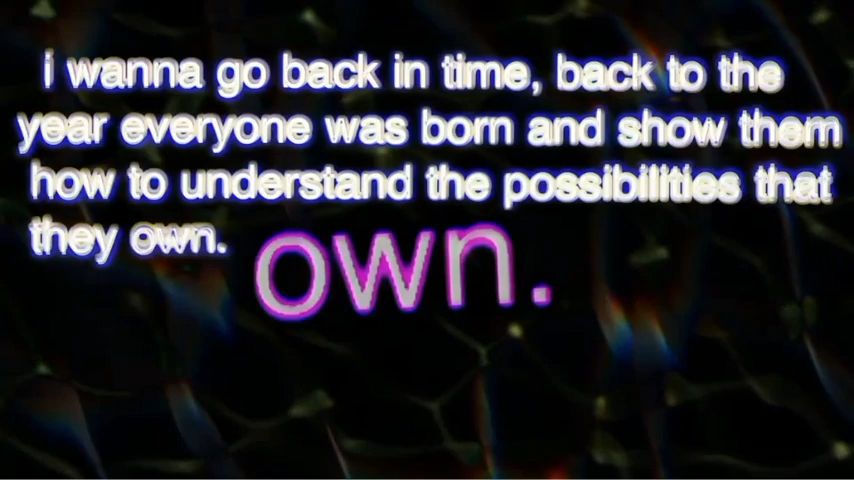 i wanna go back in time, back to the
year everyone was born and show them
how to understand the possibilities that
they own.
own.